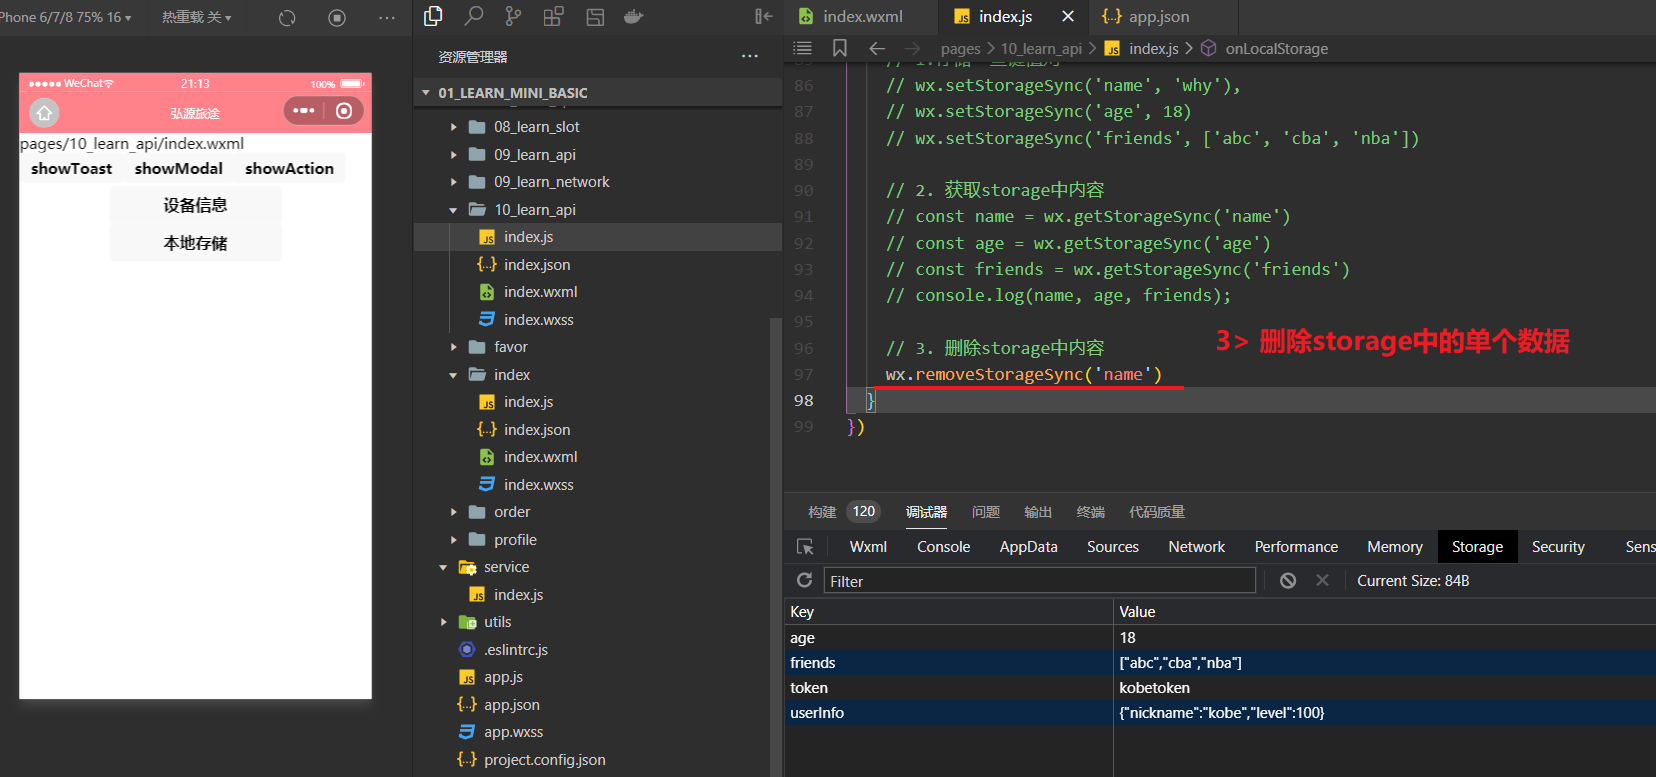 Phone 6/7/8 75% 16
热重载 关
WeChat
21:13
100%
弘源旅途
pages/10_learn_api/index.wxml
showToast
showModal
showAction
设备信息
本地存储
资源管理器
01_LEARN_MINI_BASIC
08_learn_slot
09_learn_api
09_learn_network
10_learn_api
index.js
index.json
index.wxml
index.wxss
favor
index
index.js
index.json
index.wxml
index.wxss
order
profile
service
index.js
utils
.eslintrc.js
app.js
app.json
app.wxss
project.config.json
index.wxml
index.js
app.json
pages > 10_learn_api > index.js > onLocalStorage
86 // wx.setStorageSync('name', 'why'),
87 // wx.setStorageSync('age', 18)
88 // wx.setStorageSync('friends', ['abc', 'cba', 'nba'])
89
90 // 2. 获取storage中内容
91 // const name = wx.getStorageSync('name')
92 // const age = wx.getStorageSync('age')
93 // const friends = wx.getStorageSync('friends')
94 // console.log(name, age, friends);
95
96 // 3. 删除storage中内容
3> 删除storage中的单个数据
97 wx.removeStorageSync('name')
98 }
99 })
构建 120 调试器 问题 输出 终端 代码质量
Wxml Console AppData Sources Network Performance Memory Storage Security Sens
Filter
Current Size: 84B
Key Value
age 18
friends ["abc","cba","nba"]
token kobetoken
userInfo {"nickname":"kobe","level":100}